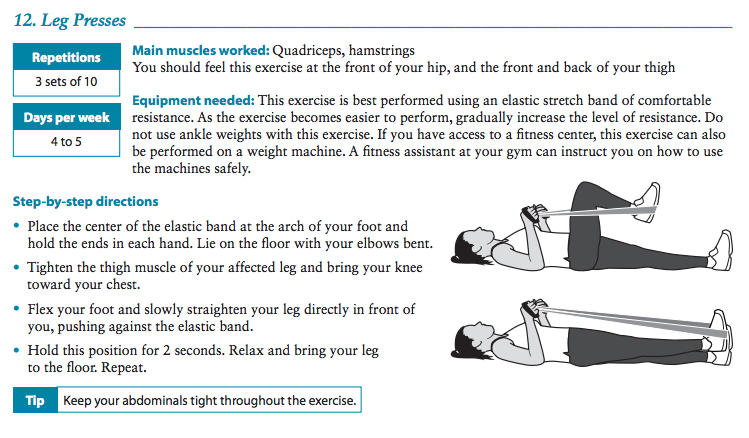 12. Leg Presses
Repetitions
3 sets of 10
Days per week
4 to 5
Main muscles worked: Quadriceps, hamstrings
You should feel this exercise at the front of your hip, and the front and back of your thigh
Equipment needed: This exercise is best performed using an elastic stretch band of comfortable
resistance. As the exercise becomes easier to perform, gradually increase the level of resistance. Do
not use ankle weights with this exercise. If you have access to a fitness center, this exercise can also
be performed on a weight machine. A fitness assistant at your gym can instruct you on how to use
the machines safely.
Step-by-step directions
• Place the center of the elastic band at the arch of your foot and
hold the ends in each hand. Lie on the floor with your elbows bent.
• Tighten the thigh muscle of your affected leg and bring your knee
toward your chest.
• Flex your foot and slowly straighten your leg directly in front of
you, pushing against the elastic band.
• Hold this position for 2 seconds. Relax and bring your leg
to the floor. Repeat.
Tip Keep your abdominals tight throughout the exercise.